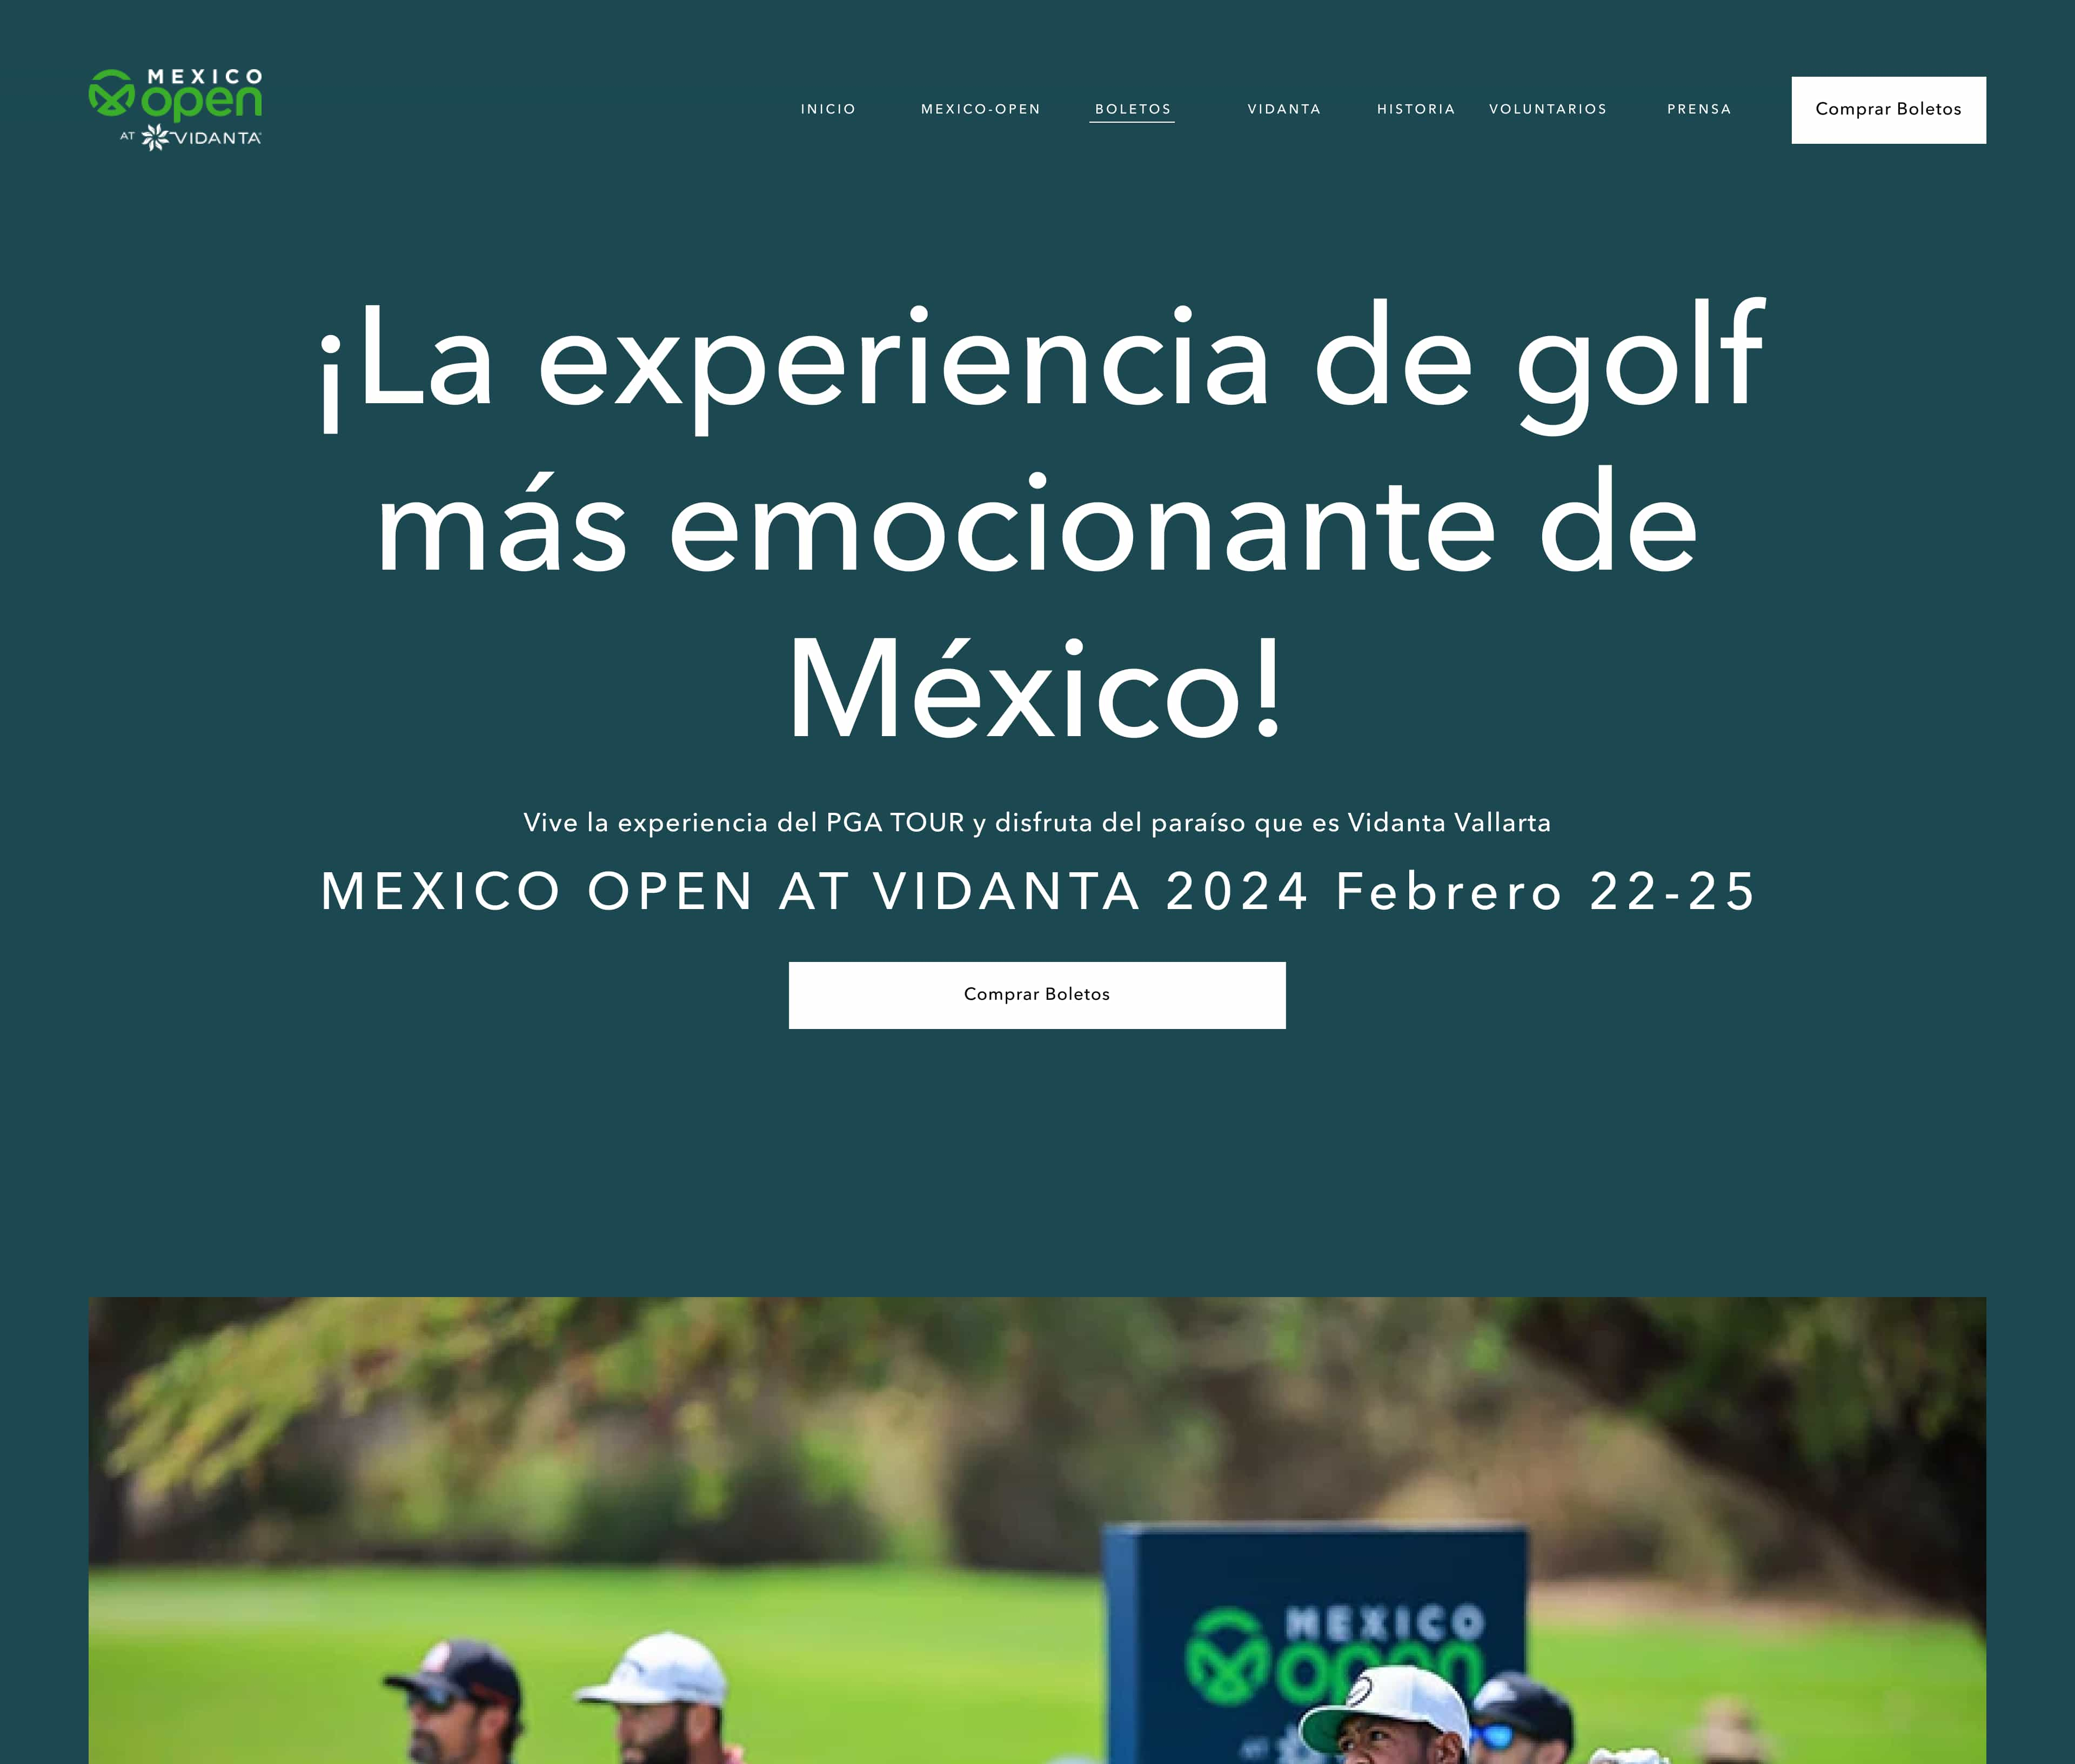 MEXICO
open
AT VIDANTA
INICIO MEXICO-OPEN BOLETOS VIDANTA HISTORIA VOLUNTARIOS PRENSA Comprar Boletos
¡La experiencia de golf
más emocionante de
México!
Vive la experiencia del PGA TOUR y disfruta del paraíso que es Vidanta Vallarta
MEXICO OPEN AT VIDANTA 2024 Febrero 22-25
Comprar Boletos
MEXICO
open
AT